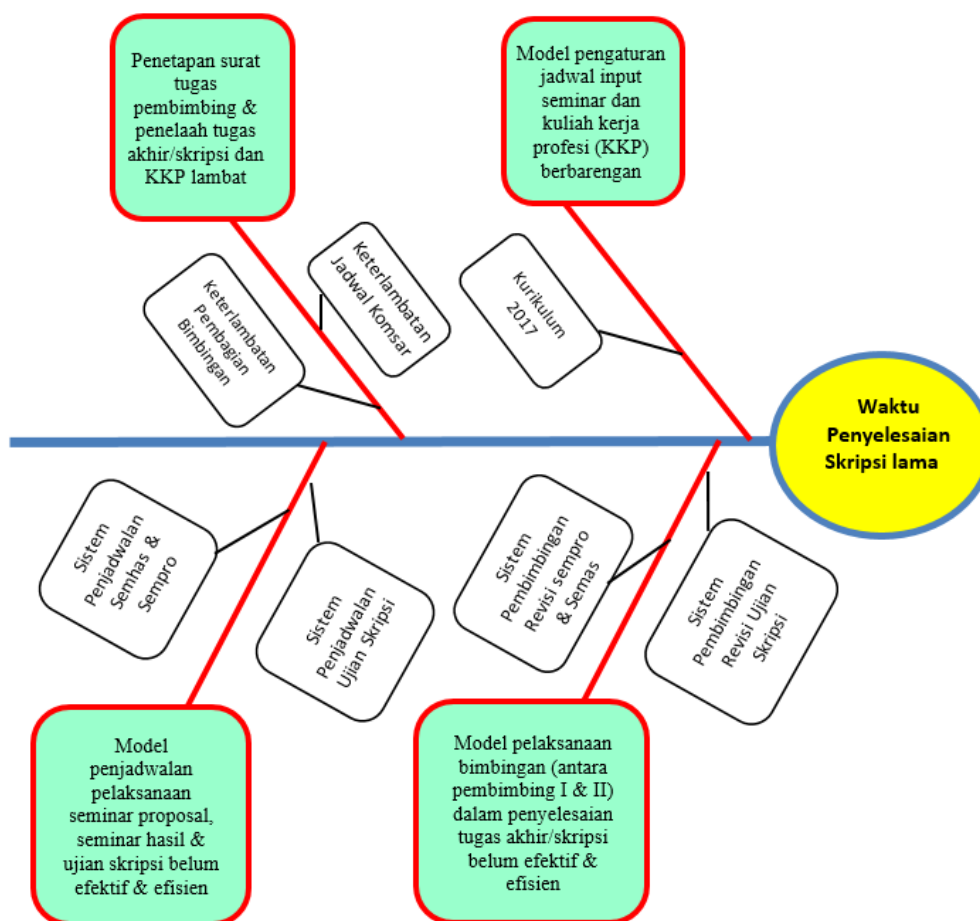 Penetapan surat
tugas
pembimbing &
penelaah tugas
akhir/skripsi dan
KKP lambat
Model pengaturan
jadwal input
seminar dan
kuliah kerja
profesi (KKP)
berbarengan
Keterlambatan
Pembagian
Bimbingan
Keterlambatan
Jadwal Komsar
Kurikulum
2017
Waktu
Penyelesaian
Skripsi lama
Sistem
Penjadwalan
Semhas &
Sempro
Sistem
Penjadwalan
Ujian Skripsi
Sistem
Pembimbingan
Revisi sempro
& Semas
Sistem
Pembimbingan
Revisi Ujian
Skripsi
Model
penjadwalan
pelaksanaan
seminar proposal,
seminar hasil &
ujian skripsi belum
efektif & efisien
Model pelaksanaan
bimbingan (antara
pembimbing I & II)
dalam penyelesaian
tugas akhir/skripsi
belum efektif &
efisien